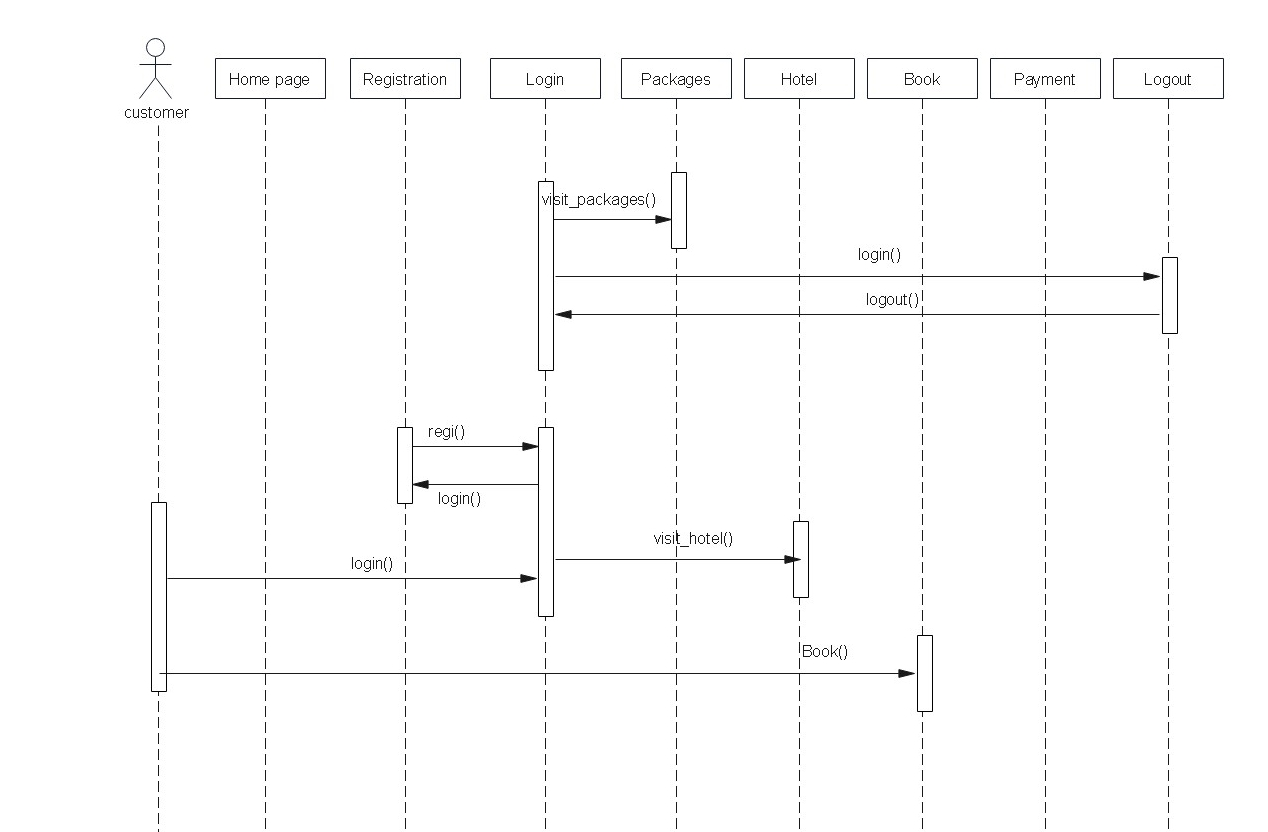 customer
Home page
Registration
Login
Packages
Hotel
Book
Payment
Logout
visit_packages()
login()
logout()
regi()
login()
visit_hotel()
login()
Book()